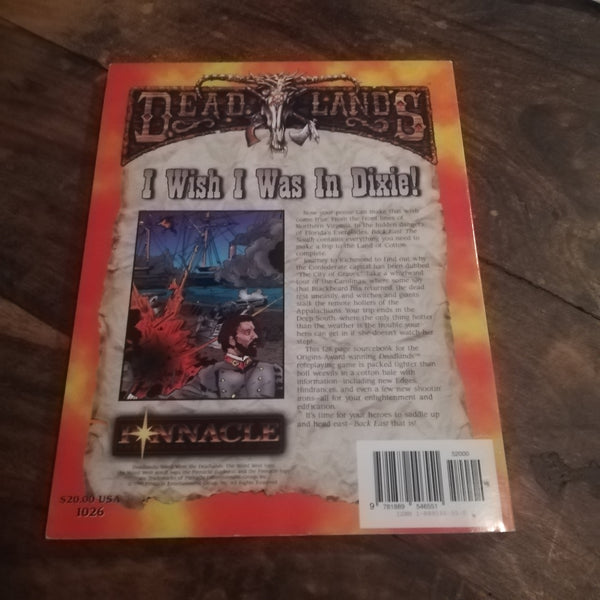 DEADLANDS
I Wish I Was In Dixie!
Now your posse can make that wish
come true. From the front lines of
Northern Virginia, to the hidden dangers
of Florida's Everglades, Back East: The
South contains everything you need to
make a trip to the Land of Cotton
complete.
Journey to Richmond to find out why
the Confederate capital has been dubbed
"The City of Graves." Take a whirlwind
tour of the Carolinas, where some say
that Blackbeard has returned, the dead
rest uneasily, and witches and giants
stalk the remote hollers of the
Appalachians. Your trip ends in the
Deep South, where the only thing hotter
than the weather is the trouble your
hero can get in if she doesn't watch her
step!
This 128 page sourcebook for the
Origins Award winning Deadlands™
roleplaying game is packed tighter than
boll weevils in a cotton bale with
information—including new Edges,
Hindrances, and even a few new shootin'
irons—all for your enlightenment and
edification.
It's time for your heroes to saddle up
and head east—Back East that is!
PINNACLE
$20.00 USA
1026
52000
9 781889 546551